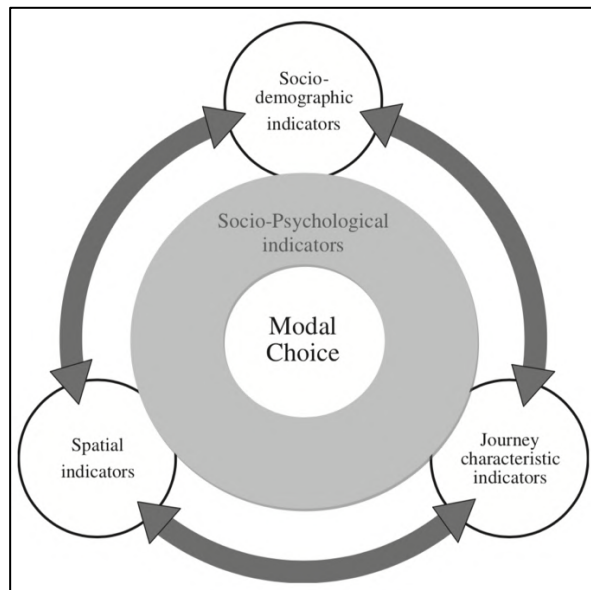 Socio-
demographic
indicators
Socio-Psychological
indicators
Modal
Choice
Spatial
indicators
Journey
characteristic
indicators